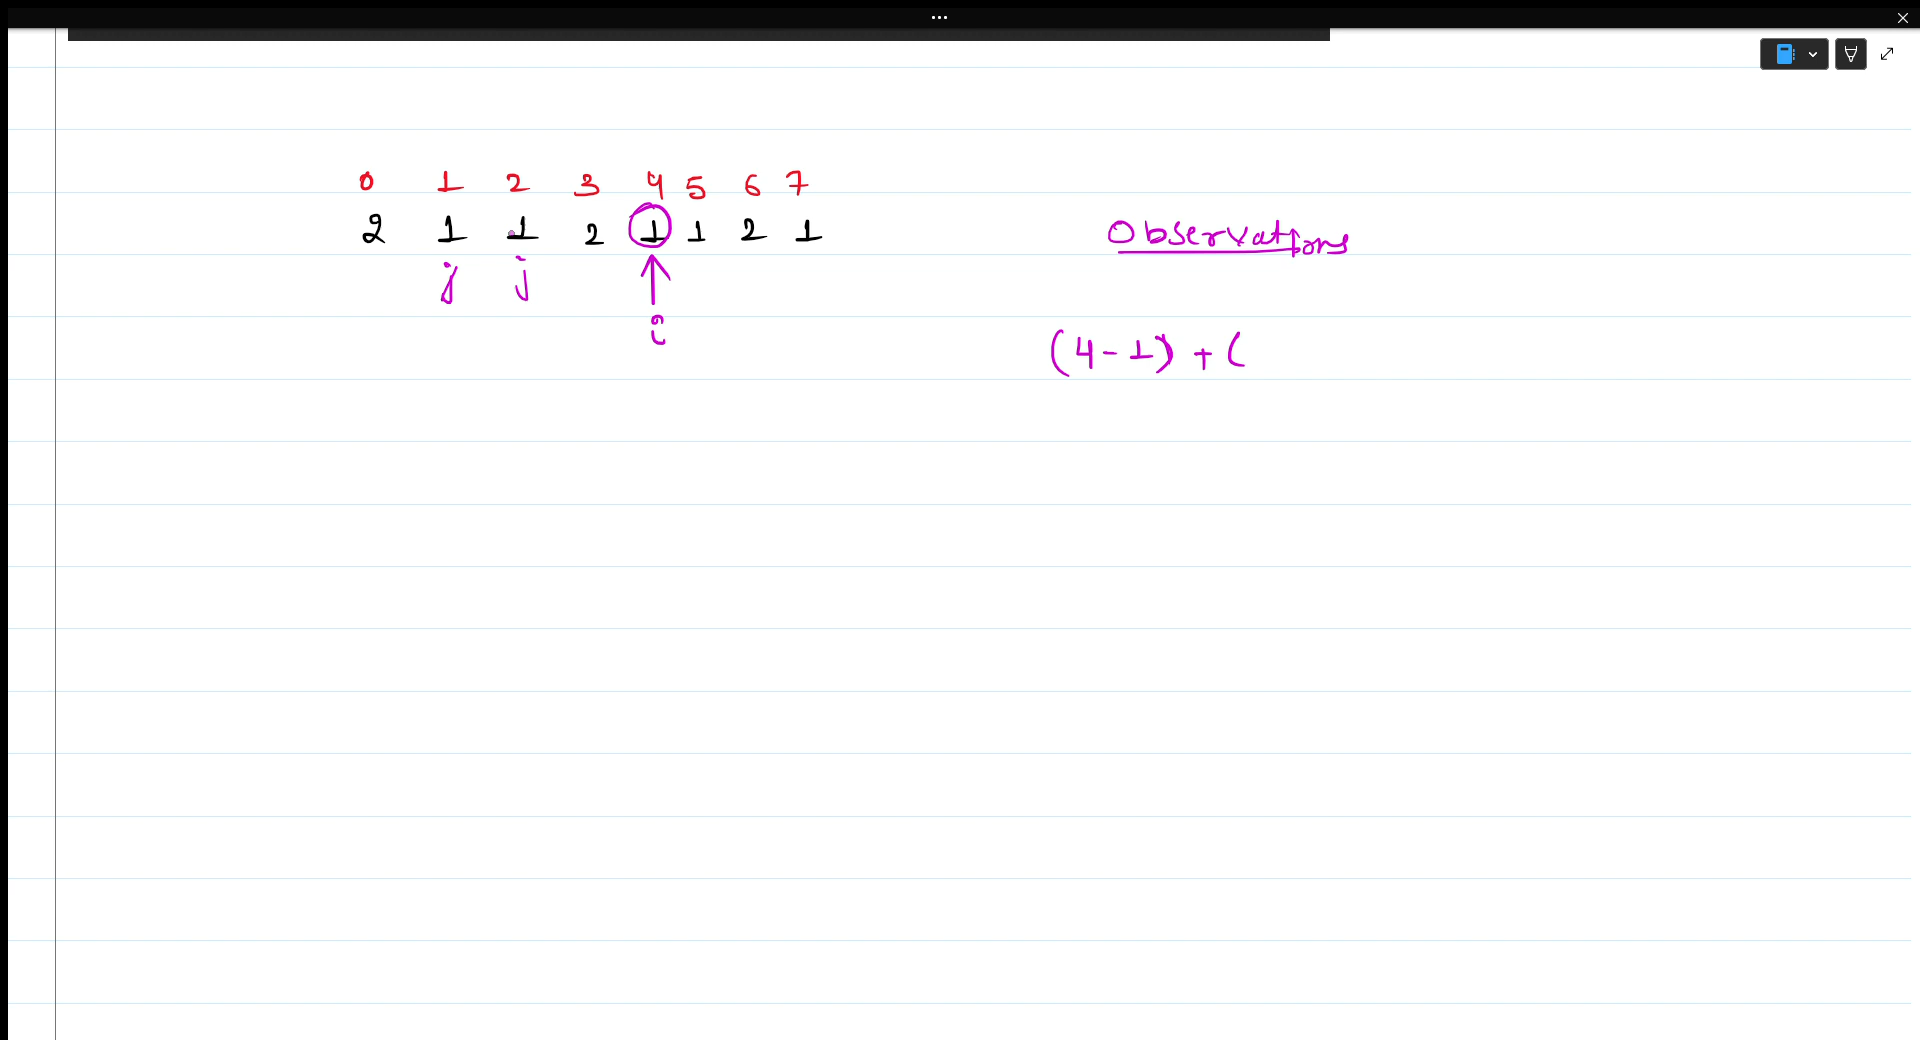 0 1 2 3 4 5 6 7
2 1 1 2 1 1 2 1
Observations
j j
i
(4-1) + (